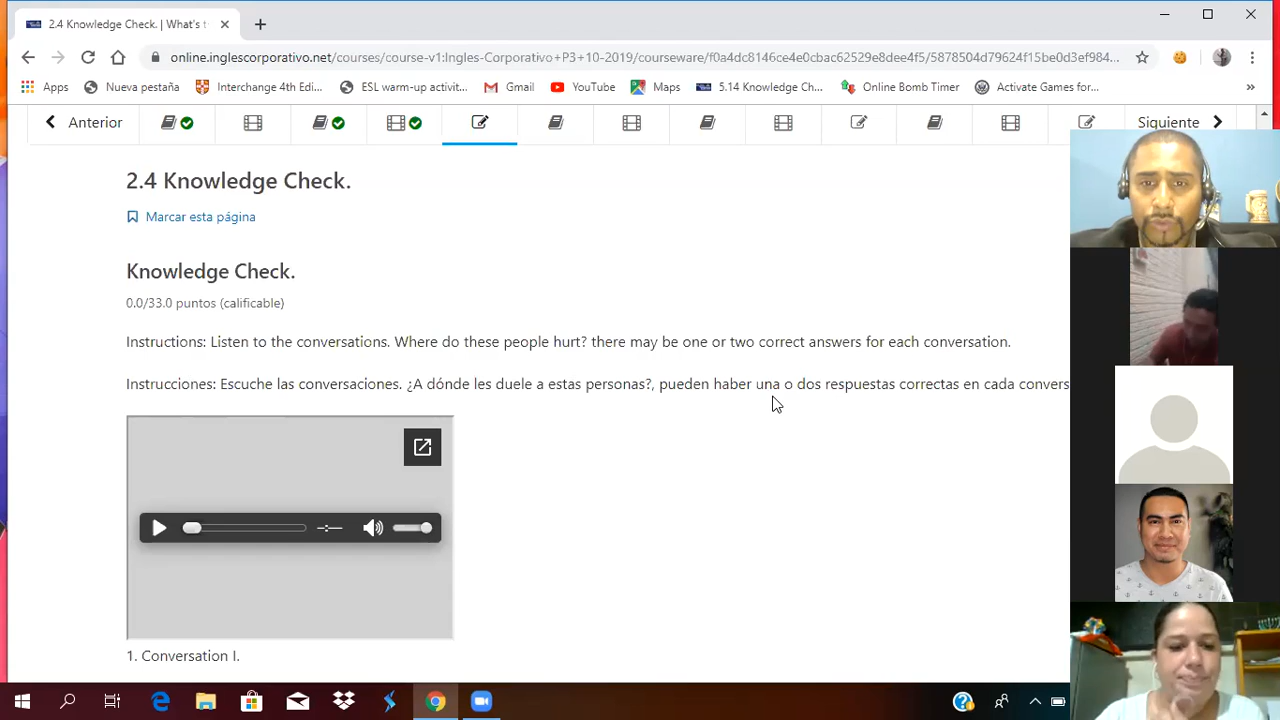 2.4 Knowledge Check. | What's t
online.inglescorporativo.net/courses/course-v1:Ingles_Corporativo+P3+10-2019/courseware/f0a4dc8146ce4e0cbac62529e8dee4f5/5878504d79624f15be0d3ef984...
Apps
Nueva pestaña
Interchange 4th Edi...
ESL warm-up activit...
Gmail
YouTube
Maps
5.14 Knowledge Ch...
Online Bomb Timer
Activate Games for...
»
Anterior
Siguiente
2.4 Knowledge Check.
Marcar esta página
Knowledge Check.
0.0/33.0 puntos (calificable)
Instructions: Listen to the conversations. Where do these people hurt? there may be one or two correct answers for each conversation.
Instrucciones: Escuche las conversaciones. ¿A dónde les duele a estas personas?, pueden haber una o dos respuestas correctas en cada convers
-:--
1. Conversation I.